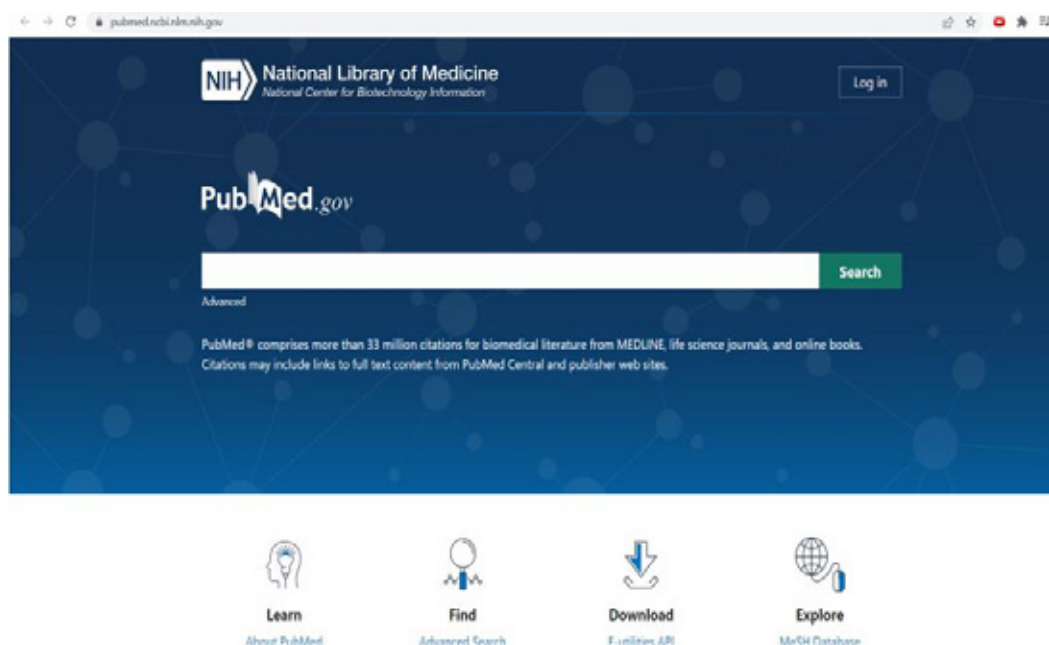 pubmed.ncbi.nlm.nih.gov
NIH National Library of Medicine
National Center for Biotechnology Information
Log in
PubMed.gov
Search
Advanced
PubMed® comprises more than 33 million citations for biomedical literature from MEDLINE, life science journals, and online books.
Citations may include links to full text content from PubMed Central and publisher web sites.
Learn Find Download Explore
About PubMed Advanced Search E-utilities API MeSH Database